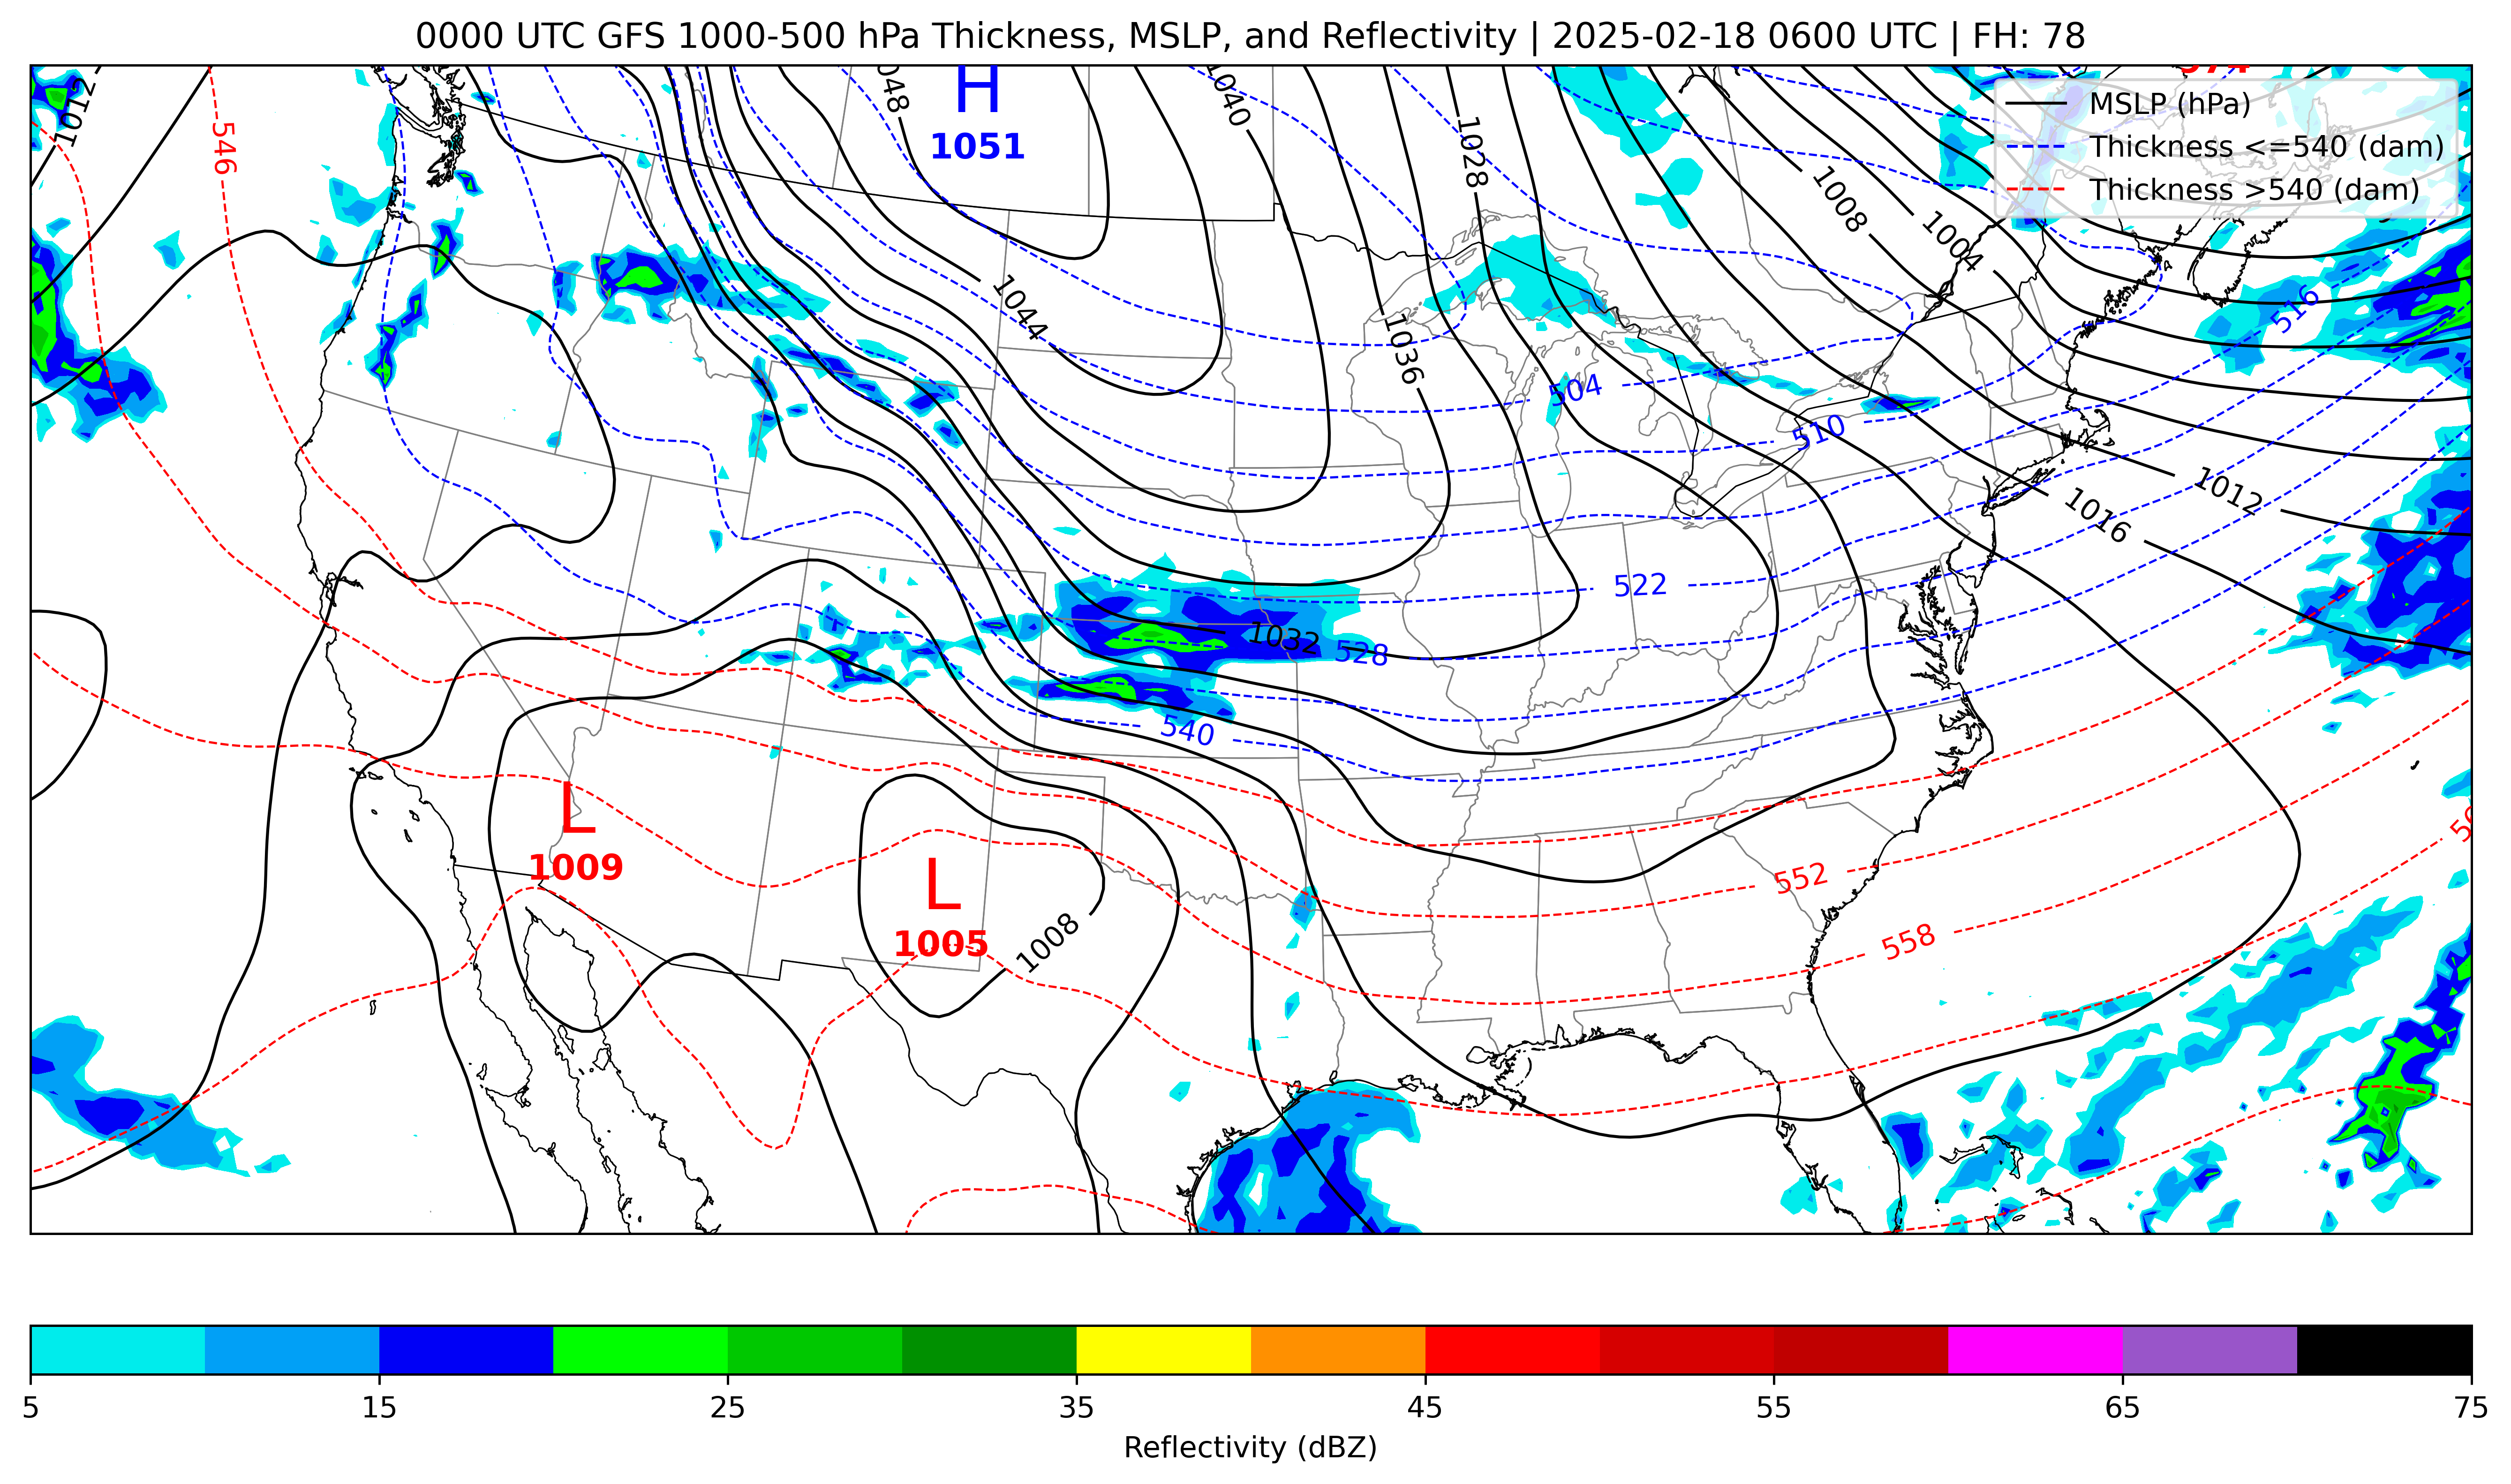 0000 UTC GFS 1000-500 hPa Thickness, MSLP, and Reflectivity | 2025-02-18 0600 UTC | FH: 78
MSLP (hPa)
Thickness <=540 (dam)
Thickness >540 (dam)
H
1051
1012
546
1048
1040
1028
1008
1004
1044
1036
516
504
510
1012
1016
522
1032
528
540
L
1009
L
1005
1008
552
558
5 15 25 35 45 55 65 75
Reflectivity (dBZ)